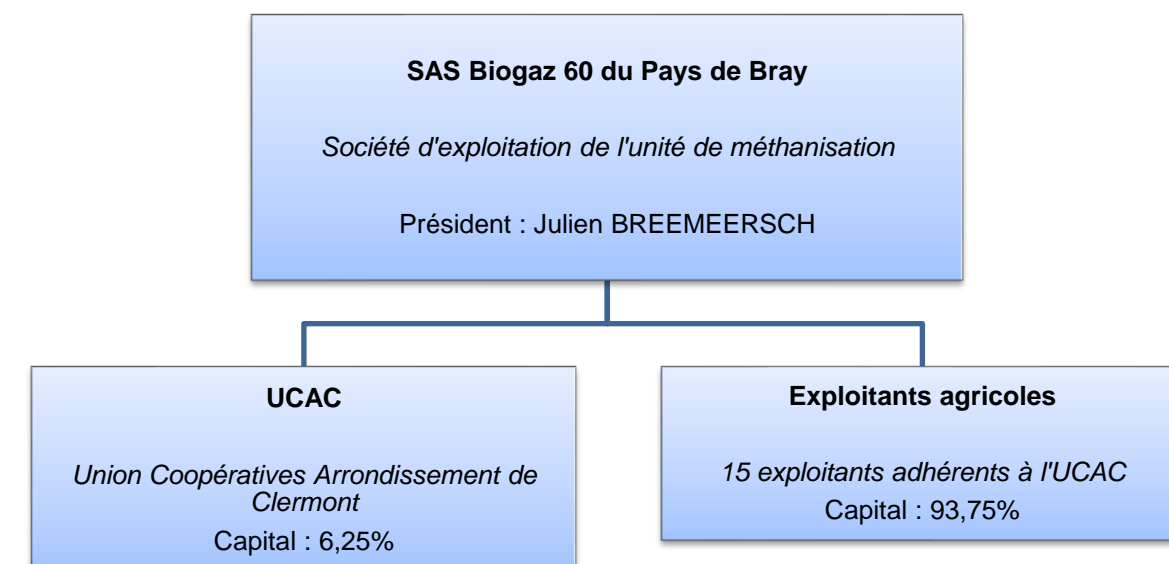 SAS Biogaz 60 du Pays de Bray
Société d'exploitation de l'unité de méthanisation
Président : Julien BREEMEERSCH
UCAC
Union Coopératives Arrondissement de
Clermont
Capital : 6,25%
Exploitants agricoles
15 exploitants adhérents à l'UCAC
Capital : 93,75%